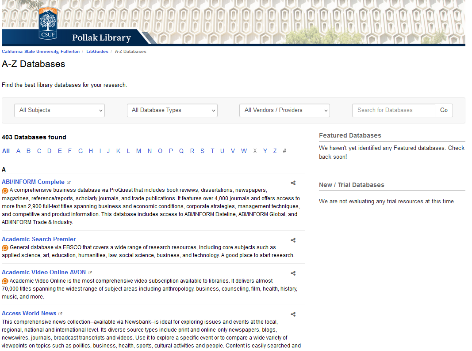 CSUF
Pollak Library
California State University, Fullerton / LibGuides / A-Z Databases
A-Z Databases
Find the best library databases for your research.
All Subjects
All Database Types
All Vendors / Providers
Search for Databases
Go
403 Databases found
All A B C D E F G H I J K L M N O P Q R S T U V W X Y Z #
A
ABI/INFORM Complete
A comprehensive business database via ProQuest that includes book reviews, dissertations, newspapers,
magazines, reference/reports, scholarly journals, and trade publications. It features over 4,000 journals and offers access to
more than 2,900 full-text titles spanning business and economic conditions, corporate strategies, management techniques,
and competitive and product information. This database includes access to ABI/INFORM Dateline, ABI/INFORM Global and
ABI/INFORM Trade & Industry.
Academic Search Premier
General database via EBSCO that covers a wide range of research resources, including core subjects such as
applied science, art, education, humanities, law, social science, business, and technology. A good place to start research.
Academic Video Online AVON
Academic Video Online is the most comprehensive video subscription available to libraries. It delivers almost
70,000 titles spanning the widest range of subject areas including anthropology, business, counseling, film, health, history,
music, and more.
Access World News
This comprehensive news collection - available via Newsbank - is ideal for exploring issues and events at the local,
regional, national and international level. Its diverse source types include print and online-only newspapers, blogs,
newswires, journals, broadcast transcripts and videos. Use it to explore a specific event or to compare a wide variety of
viewpoints on topics such as politics, business, health, sports, cultural activities and people. Content is easily searched and
Featured Databases
We haven't yet identified any Featured databases. Check
back soon!
New / Trial Databases
We are not evaluating any trial resources at this time